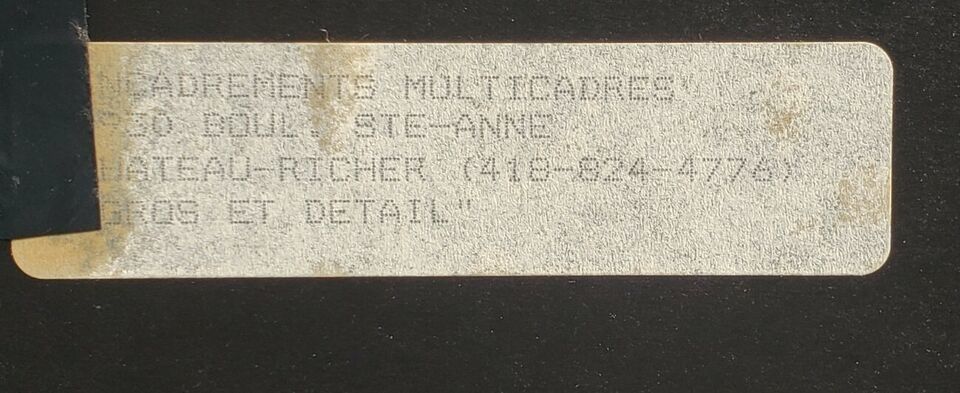 NCADREMENTS MULTICADRES"
30 BOUL. STE-ANNE
HATEAU-RICHER (418-824-4776)
GROS ET DETAIL"